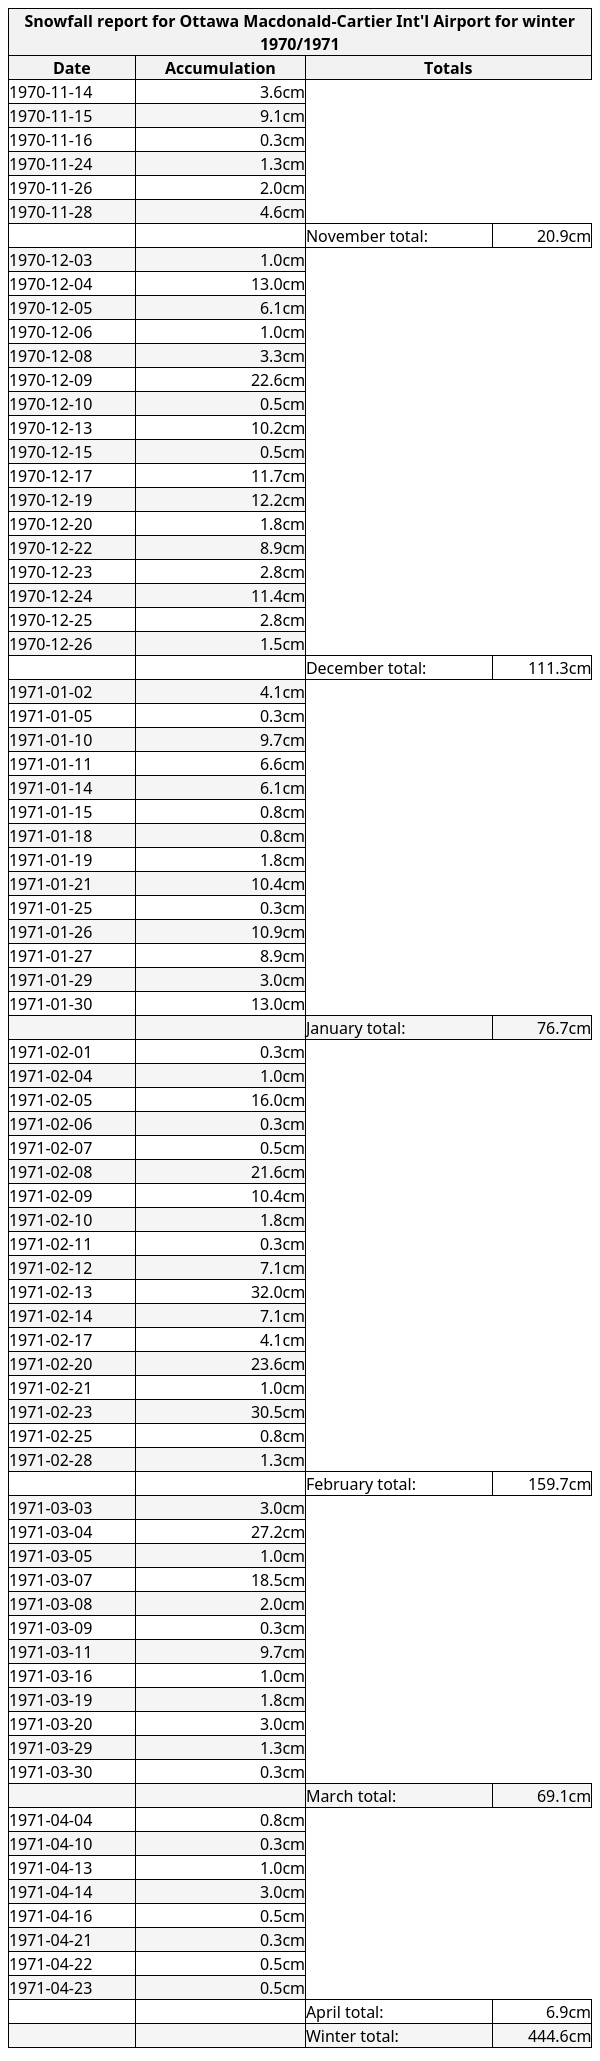 Snowfall report for Ottawa Macdonald-Cartier Int'l Airport for winter
1970/1971
Date Accumulation Totals
1970-11-14 3.6cm
1970-11-15 9.1cm
1970-11-16 0.3cm
1970-11-24 1.3cm
1970-11-26 2.0cm
1970-11-28 4.6cm
November total: 20.9cm
1970-12-03 1.0cm
1970-12-04 13.0cm
1970-12-05 6.1cm
1970-12-06 1.0cm
1970-12-08 3.3cm
1970-12-09 22.6cm
1970-12-10 0.5cm
1970-12-13 10.2cm
1970-12-15 0.5cm
1970-12-17 11.7cm
1970-12-19 12.2cm
1970-12-20 1.8cm
1970-12-22 8.9cm
1970-12-23 2.8cm
1970-12-24 11.4cm
1970-12-25 2.8cm
1970-12-26 1.5cm
December total: 111.3cm
1971-01-02 4.1cm
1971-01-05 0.3cm
1971-01-10 9.7cm
1971-01-11 6.6cm
1971-01-14 6.1cm
1971-01-15 0.8cm
1971-01-18 0.8cm
1971-01-19 1.8cm
1971-01-21 10.4cm
1971-01-25 0.3cm
1971-01-26 10.9cm
1971-01-27 8.9cm
1971-01-29 3.0cm
1971-01-30 13.0cm
January total: 76.7cm
1971-02-01 0.3cm
1971-02-04 1.0cm
1971-02-05 16.0cm
1971-02-06 0.3cm
1971-02-07 0.5cm
1971-02-08 21.6cm
1971-02-09 10.4cm
1971-02-10 1.8cm
1971-02-11 0.3cm
1971-02-12 7.1cm
1971-02-13 32.0cm
1971-02-14 7.1cm
1971-02-17 4.1cm
1971-02-20 23.6cm
1971-02-21 1.0cm
1971-02-23 30.5cm
1971-02-25 0.8cm
1971-02-28 1.3cm
February total: 159.7cm
1971-03-03 3.0cm
1971-03-04 27.2cm
1971-03-05 1.0cm
1971-03-07 18.5cm
1971-03-08 2.0cm
1971-03-09 0.3cm
1971-03-11 9.7cm
1971-03-16 1.0cm
1971-03-19 1.8cm
1971-03-20 3.0cm
1971-03-29 1.3cm
1971-03-30 0.3cm
March total: 69.1cm
1971-04-04 0.8cm
1971-04-10 0.3cm
1971-04-13 1.0cm
1971-04-14 3.0cm
1971-04-16 0.5cm
1971-04-21 0.3cm
1971-04-22 0.5cm
1971-04-23 0.5cm
April total: 6.9cm
Winter total: 444.6cm